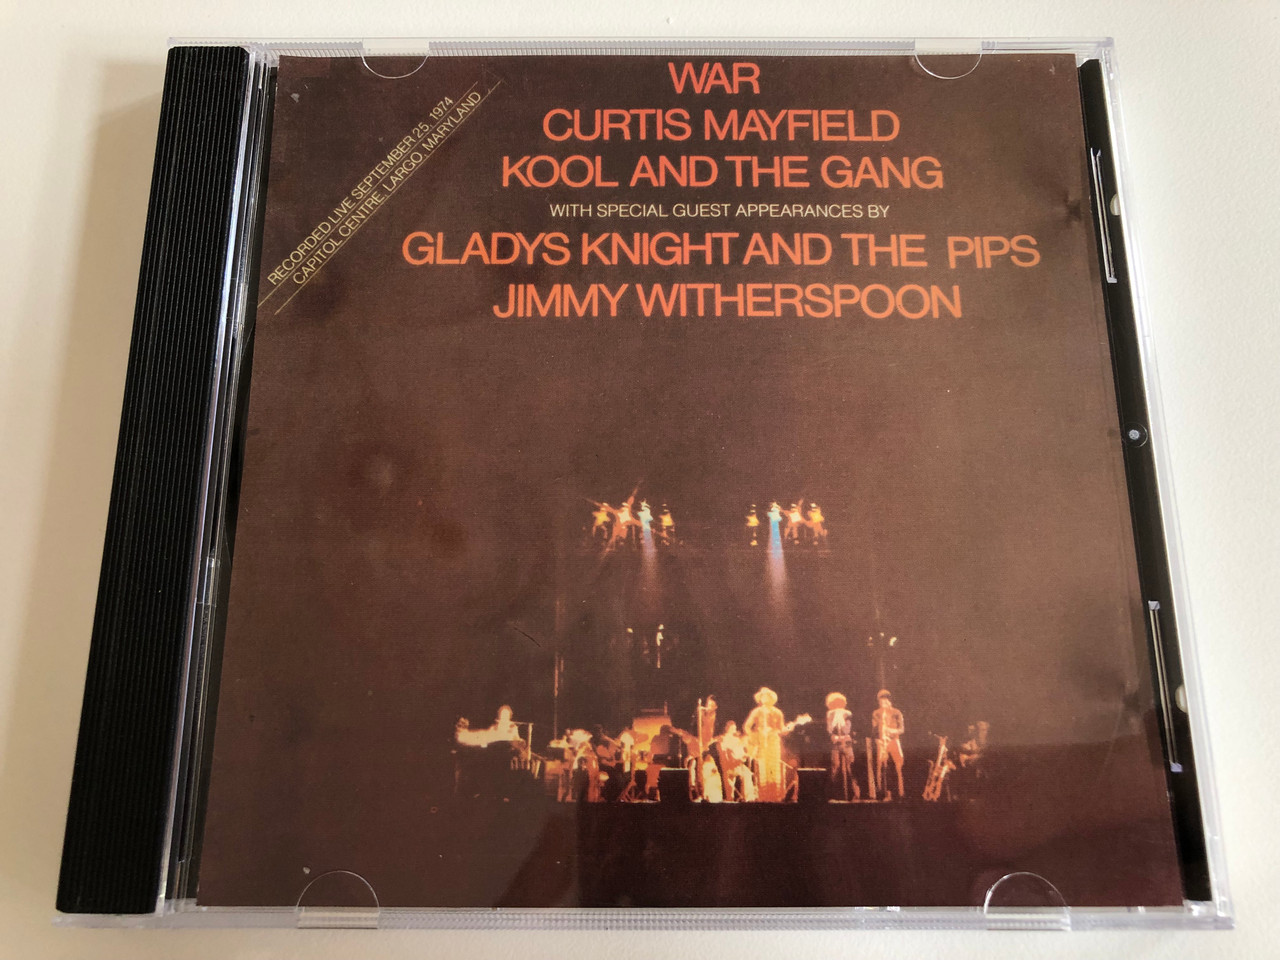 RECORDED LIVE SEPTEMBER 25, 1974
CAPITOL CENTRE, LARGO, MARYLAND
WAR
CURTIS MAYFIELD
KOOL AND THE GANG
WITH SPECIAL GUEST APPEARANCES BY
GLADYS KNIGHT AND THE PIPS
JIMMY WITHERSPOON